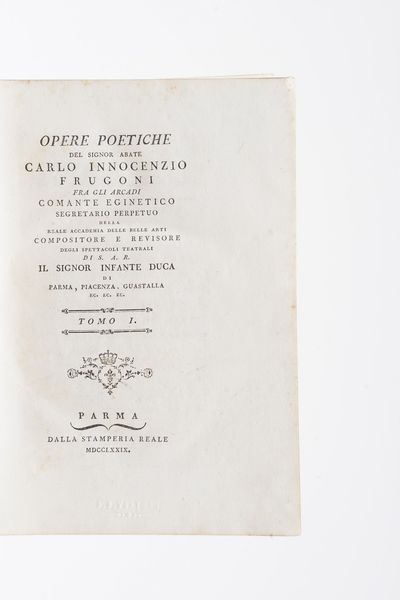 OPERE POETICHE
DEL SIGNOR ABATE
CARLO INNOCENZIO
FRUGONI
FRA GLI ARCADI
COMANTE EGINETICO
SEGRETARIO PERPETUO
DELLA
REALE ACCADEMIA DELLE BELLE ARTI
COMPOSITORE E REVISORE
DEGLI SPETTACOLI TEATRALI
DI S. A. R.
IL SIGNOR INFANTE DUCA
DI
PARMA, PIACENZA, GUASTALLA
EC. EC. EC.
TOMO I.
PARMA
DALLA STAMPERIA REALE
MDCCLXXIX.